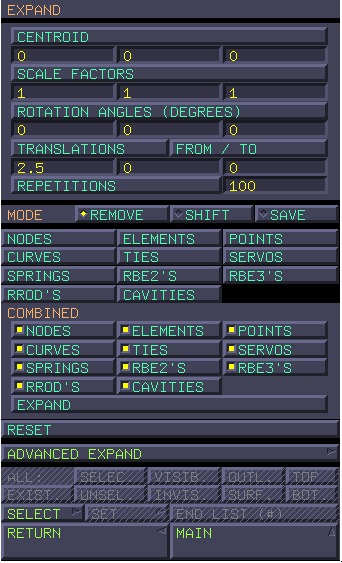 EXPAND
CENTROID
0 0 0
SCALE FACTORS
1 1 1
ROTATION ANGLES (DEGREES)
0 0 0
TRANSLATIONS FROM / TO
2.5 0 0
REPETITIONS 100
MODE REMOVE SHIFT SAVE
NODES ELEMENTS POINTS
CURVES TIES SERVOS
SPRINGS RBE2'S RBE3'S
RROD'S CAVITIES
COMBINED
NODES ELEMENTS POINTS
CURVES TIES SERVOS
SPRINGS RBE2'S RBE3'S
RROD'S CAVITIES
EXPAND
RESET
ADVANCED EXPAND
ALL: SELEC. VISIB. OUTL. TOP
EXIST. UNSEL. INVIS. SURF. BOT.
SELECT SET END LIST (#)
RETURN MAIN